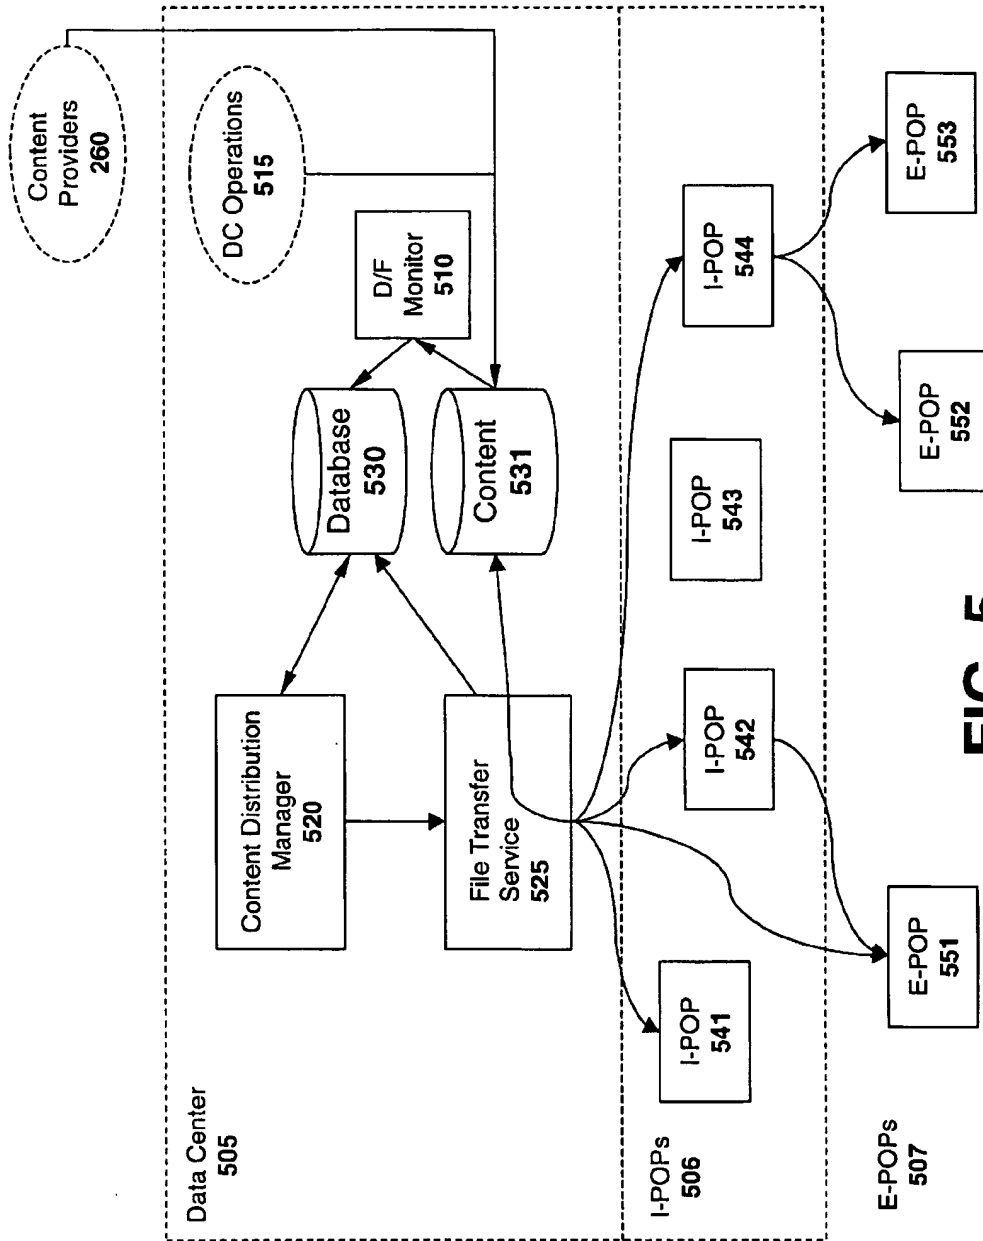 Content
Providers
260
Data Center
505
DC Operations
515
D/F
Monitor
510
Database
530
Content
531
Content Distribution
Manager
520
File Transfer
Service
525
I-POPs
506
I-POP
541
I-POP
542
I-POP
543
I-POP
544
E-POPs
507
E-POP
551
E-POP
552
E-POP
553
FIG. 5